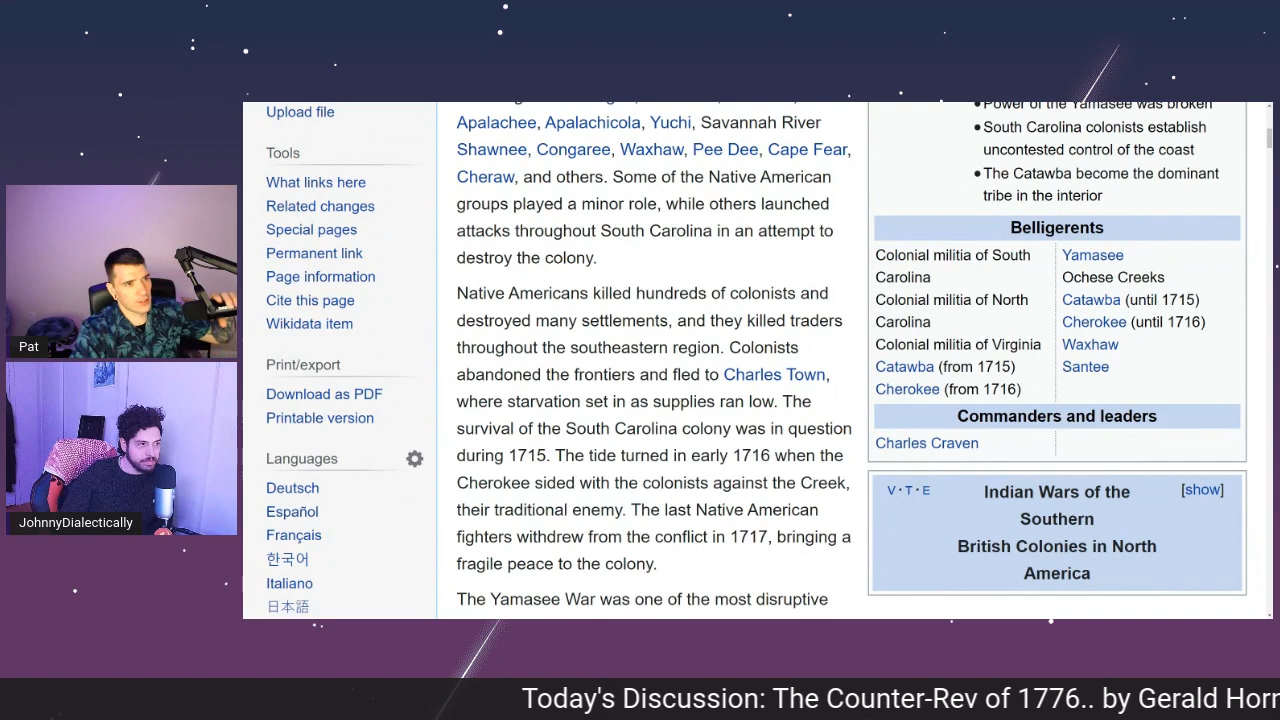 Upload file
Tools
What links here
Related changes
Special pages
Permanent link
Page information
Cite this page
Wikidata item
Print/export
Download as PDF
Printable version
Languages
Deutsch
Español
Français
한국어
Italiano
日本語
Apalachee, Apalachicola, Yuchi, Savannah River
Shawnee, Congaree, Waxhaw, Pee Dee, Cape Fear,
Cheraw, and others. Some of the Native American
groups played a minor role, while others launched
attacks throughout South Carolina in an attempt to
destroy the colony.
Native Americans killed hundreds of colonists and
destroyed many settlements, and they killed traders
throughout the southeastern region. Colonists
abandoned the frontiers and fled to Charles Town,
where starvation set in as supplies ran low. The
survival of the South Carolina colony was in question
during 1715. The tide turned in early 1716 when the
Cherokee sided with the colonists against the Creek,
their traditional enemy. The last Native American
fighters withdrew from the conflict in 1717, bringing a
fragile peace to the colony.
The Yamasee War was one of the most disruptive
• Power of the Yamasee was broken
• South Carolina colonists establish
uncontested control of the coast
• The Catawba become the dominant
tribe in the interior
Belligerents
Colonial militia of South
Carolina
Colonial militia of North
Carolina
Colonial militia of Virginia
Catawba (from 1715)
Cherokee (from 1716)
Yamasee
Ochese Creeks
Catawba (until 1715)
Cherokee (until 1716)
Waxhaw
Santee
Commanders and leaders
Charles Craven
V·T·E
Indian Wars of the
Southern
British Colonies in North
America
[show]
Pat
JohnnyDialectically
Today's Discussion: The Counter-Rev of 1776.. by Gerald Horn